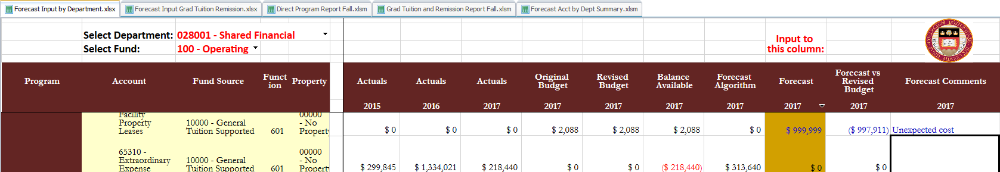 Forecast Input by Department.xlsx
Forecast Input Grad Tuition Remission.xlsx
Direct Program Report Fall.xlsm
Grad Tuition and Remission Report Fall.xlsm
Forecast Acct by Dept Summary.xlsm
Select Department: 028001 - Shared Financial
Select Fund: 100 - Operating
Input to
this column:
Program
Account
Fund Source
Funct
ion
Property
Actuals
2015
Actuals
2016
Actuals
2017
Original
Budget
2017
Revised
Budget
2017
Balance
Available
2017
Forecast
Algorithm
2017
Forecast
2017
Forecast vs
Revised
Budget
2017
Forecast Comments
2017
Facility
Property
Leases
10000 - General
Tuition Supported
601
00000
- No
Property
$ 0
$ 0
$ 0
$ 2,088
$ 2,088
$ 2,088
$ 0
$ 999,999
($ 997,911)
Unexpected cost
65310 -
Extraordinary
Expense
10000 - General
Tuition Supported
601
00000
- No
Property
$ 299,845
$ 1,334,021
$ 218,440
$ 0
$ 0
($ 218,440)
$ 313,640
$ 0
$ 0